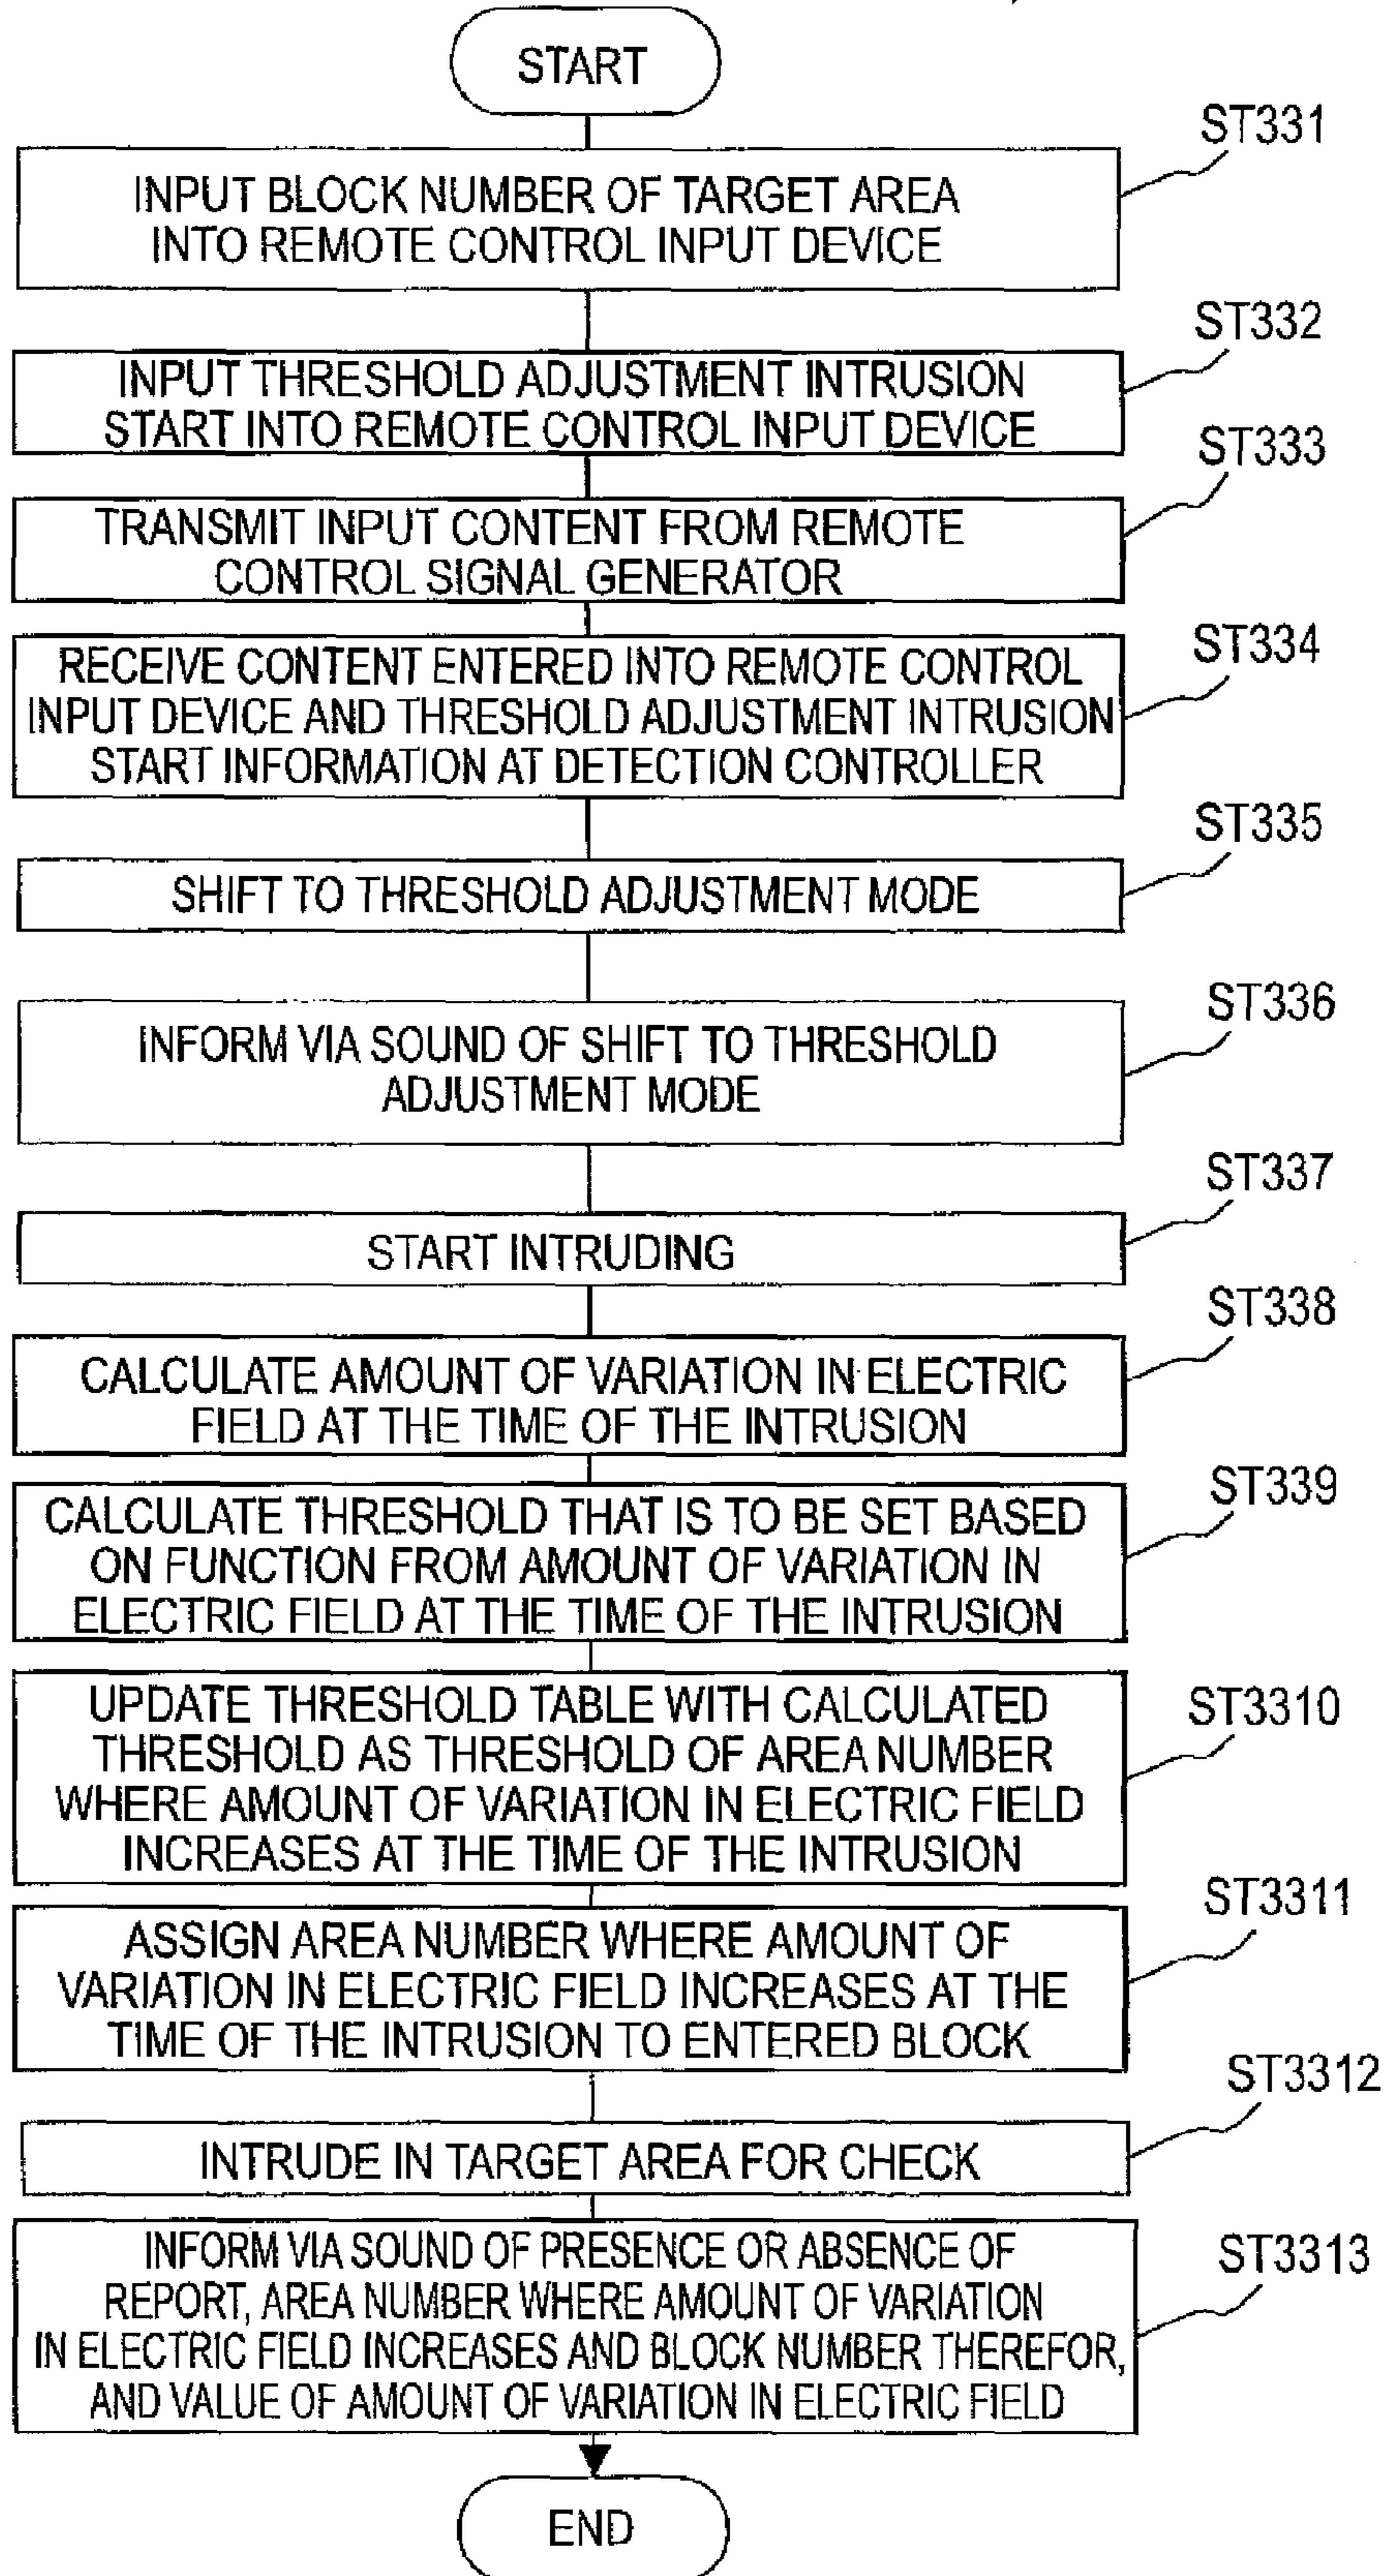 START
ST331
INPUT BLOCK NUMBER OF TARGET AREA
INTO REMOTE CONTROL INPUT DEVICE
ST332
INPUT THRESHOLD ADJUSTMENT INTRUSION
START INTO REMOTE CONTROL INPUT DEVICE
ST333
TRANSMIT INPUT CONTENT FROM REMOTE
CONTROL SIGNAL GENERATOR
ST334
RECEIVE CONTENT ENTERED INTO REMOTE CONTROL
INPUT DEVICE AND THRESHOLD ADJUSTMENT INTRUSION
START INFORMATION AT DETECTION CONTROLLER
ST335
SHIFT TO THRESHOLD ADJUSTMENT MODE
ST336
INFORM VIA SOUND OF SHIFT TO THRESHOLD
ADJUSTMENT MODE
ST337
START INTRUDING
ST338
CALCULATE AMOUNT OF VARIATION IN ELECTRIC
FIELD AT THE TIME OF THE INTRUSION
ST339
CALCULATE THRESHOLD THAT IS TO BE SET BASED
ON FUNCTION FROM AMOUNT OF VARIATION IN
ELECTRIC FIELD AT THE TIME OF THE INTRUSION
ST3310
UPDATE THRESHOLD TABLE WITH CALCULATED
THRESHOLD AS THRESHOLD OF AREA NUMBER
WHERE AMOUNT OF VARIATION IN ELECTRIC FIELD
INCREASES AT THE TIME OF THE INTRUSION
ST3311
ASSIGN AREA NUMBER WHERE AMOUNT OF
VARIATION IN ELECTRIC FIELD INCREASES AT THE
TIME OF THE INTRUSION TO ENTERED BLOCK
ST3312
INTRUDE IN TARGET AREA FOR CHECK
ST3313
INFORM VIA SOUND OF PRESENCE OR ABSENCE OF
REPORT, AREA NUMBER WHERE AMOUNT OF VARIATION
IN ELECTRIC FIELD INCREASES AND BLOCK NUMBER THEREFOR,
AND VALUE OF AMOUNT OF VARIATION IN ELECTRIC FIELD
END